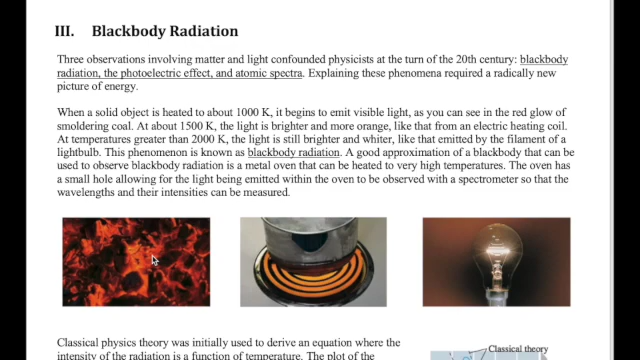 III. Blackbody Radiation
Three observations involving matter and light confounded physicists at the turn of the 20th century: blackbody
radiation, the photoelectric effect, and atomic spectra. Explaining these phenomena required a radically new
picture of energy.
When a solid object is heated to about 1000 K, it begins to emit visible light, as you can see in the red glow of
smoldering coal. At about 1500 K, the light is brighter and more orange, like that from an electric heating coil.
At temperatures greater than 2000 K, the light is still brighter and whiter, like that emitted by the filament of a
lightbulb. This phenomenon is known as blackbody radiation. A good approximation of a blackbody that can be
used to observe blackbody radiation is a metal oven that can be heated to very high temperatures. The oven has
a small hole allowing for the light being emitted within the oven to be observed with a spectrometer so that the
wavelengths and their intensities can be measured.
Classical physics theory was initially used to derive an equation where the
intensity of the radiation is a function of temperature. The plot of the
Classical theory